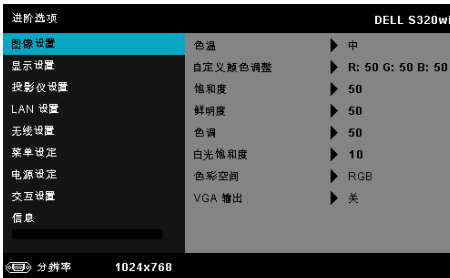 进阶选项 DELL S320wi
图像设置 色温 中
显示设置 自定义颜色调整 R: 50 G: 50 B: 50
投影仪设置 饱和度 50
LAN 设置 鲜明度 50
无线设置 色调 50
菜单设定 白光饱和度 10
电源设定 色彩空间 RGB
交互设置 VGA 输出 关
信息
分辨率 1024x768